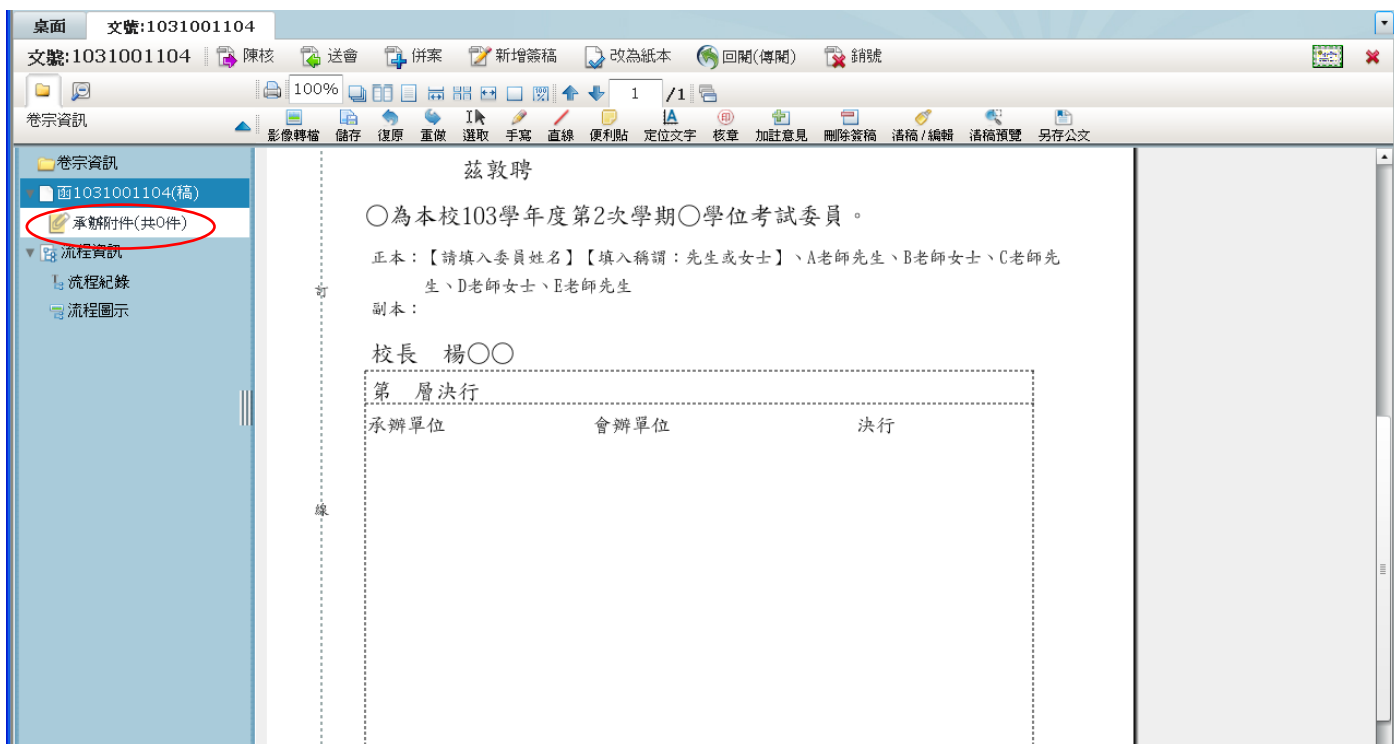 桌面 文號:1031001104
文號:1031001104 陳核 送會 併案 新增簽稿 改為紙本 回閱(傳閱) 銷號
100% 1 /1
卷宗資訊
影像轉檔 儲存 復原 重做 選取 手寫 直線 便利貼 定位文字 核章 加註意見 刪除簽稿 清稿/編輯 清稿預覽 另存公文
卷宗資訊
函1031001104(稿)
承辦附件(共0件)
流程資訊
流程紀錄
流程圖示
茲敦聘
○為本校103學年度第2次學期○學位考試委員。
正本：【請填入委員姓名】【填入稱謂：先生或女士】、A老師先生、B老師女士、C老師先
生、D老師女士、E老師先生
副本：
訂
校長 楊○○
第 層決行
承辦單位 會辦單位 決行
線